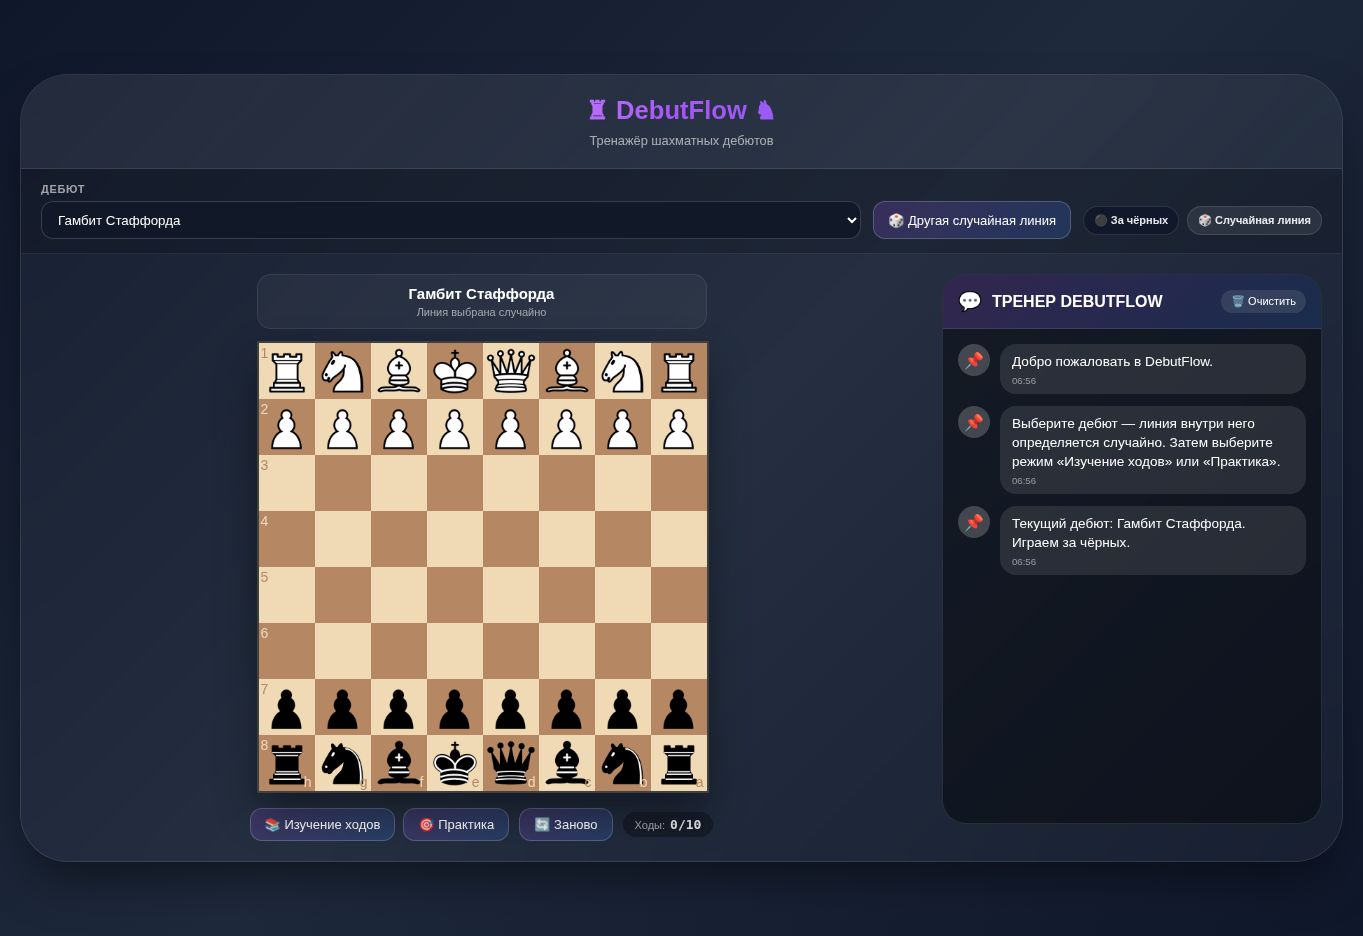 ♜ DebutFlow ♞
Тренажёр шахматных дебютов
ДЕБЮТ
Гамбит Стаффорда
🎲 Другая случайная линия
⚫ За чёрных
🎲 Случайная линия
Гамбит Стаффорда
Линия выбрана случайно
1
2
3
4
5
6
7
8
h g f e d c b a
📚 Изучение ходов
🎯 Практика
🔄 Заново
Ходы: 0/10
💬 ТРЕНЕР DEBUTFLOW
🗑️ Очистить
Добро пожаловать в DebutFlow.
06:56
Выберите дебют — линия внутри него
определяется случайно. Затем выберите
режим «Изучение ходов» или «Практика».
06:56
Текущий дебют: Гамбит Стаффорда.
Играем за чёрных.
06:56